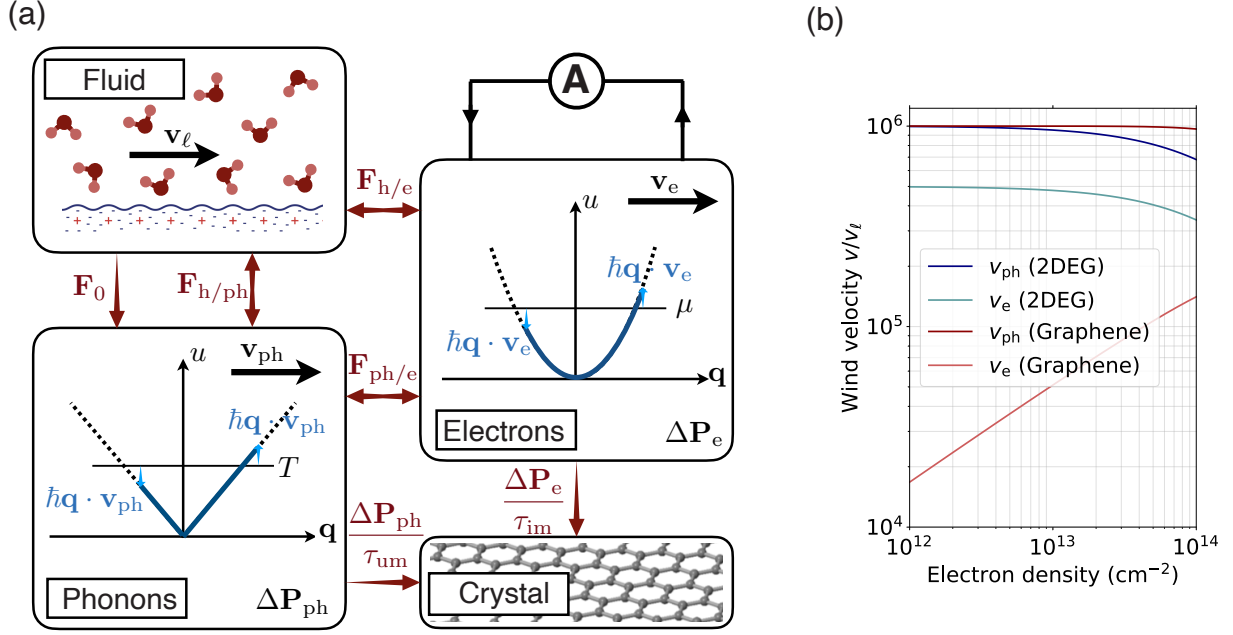 (a)
Fluid
v_ℓ
+ + + + + + + +
F_0
F_h/ph
F_h/e
A
v_e
u
ħq · v_e
μ
ħq · v_e
q
Electrons
ΔP_e
v_ph
u
ħq · v_ph
T
ħq · v_ph
q
Phonons
ΔP_ph
F_ph/e
ΔP_ph
τ_um
ΔP_e
τ_im
Crystal
(b)
Wind velocity v/v_ℓ
10^6
10^5
10^4
v_ph (2DEG)
v_e (2DEG)
v_ph (Graphene)
v_e (Graphene)
10^12
10^13
10^14
Electron density (cm^−2)